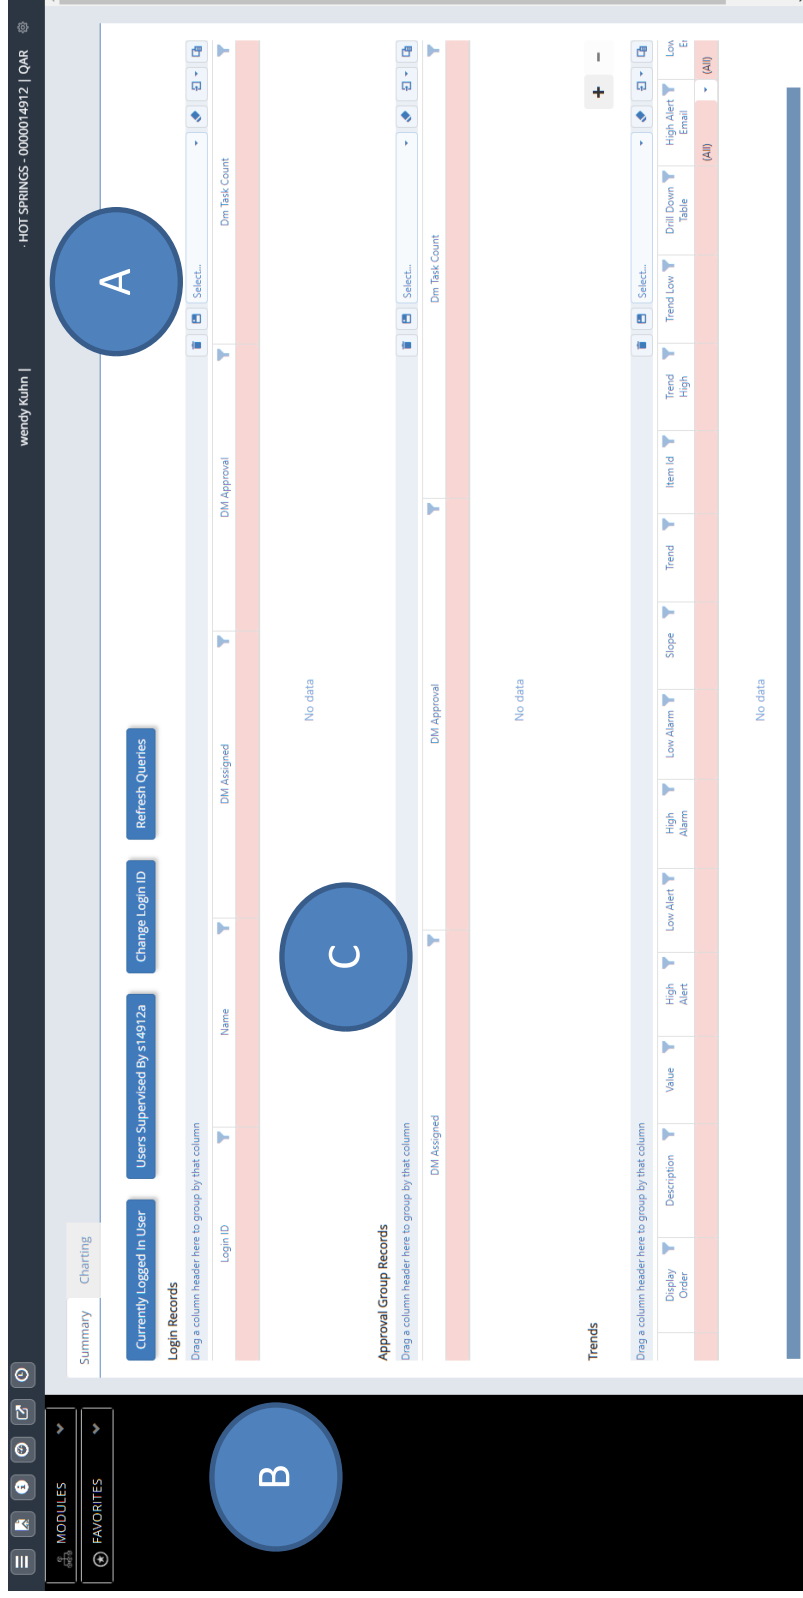 wendy Kuhn |
· HOT SPRINGS - 0000014912 | QAR
MODULES
FAVORITES
Summary
Charting
A
B
C
Currently Logged In User
Users Supervised By s14912a
Change Login ID
Refresh Queries
Login Records
Drag a column header here to group by that column
Select...
Login ID
Name
DM Assigned
DM Approval
Dm Task Count
No data
Approval Group Records
Drag a column header here to group by that column
Select...
DM Assigned
DM Approval
Dm Task Count
No data
Trends
+ −
Drag a column header here to group by that column
Select...
Display Order
Description
Value
High Alert
Low Alert
High Alarm
Low Alarm
Slope
Trend
Item Id
Trend High
Trend Low
Drill Down Table
High Alert Email
Low
(All)
(All)
No data